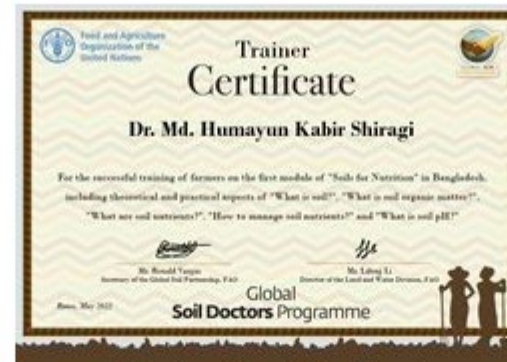 Food and Agriculture
Organization of the
United Nations
Trainer
Certificate
Dr. Md. Humayun Kabir Shiragi
For the successful training of farmers on the first module of "Soils for Nutrition" in Bangladesh,
including theoretical and practical aspects of "What is soil?", "What is soil organic matter?",
"What are soil nutrients?", "How to manage soil nutrients?" and "What is soil pH?"
Mr. Ronald Vargas
Secretary of the Global Soil Partnership, FAO
Mr. Lifeng Li
Director of the Land and Water Division, FAO
Rome, May 2022
Global
Soil Doctors Programme